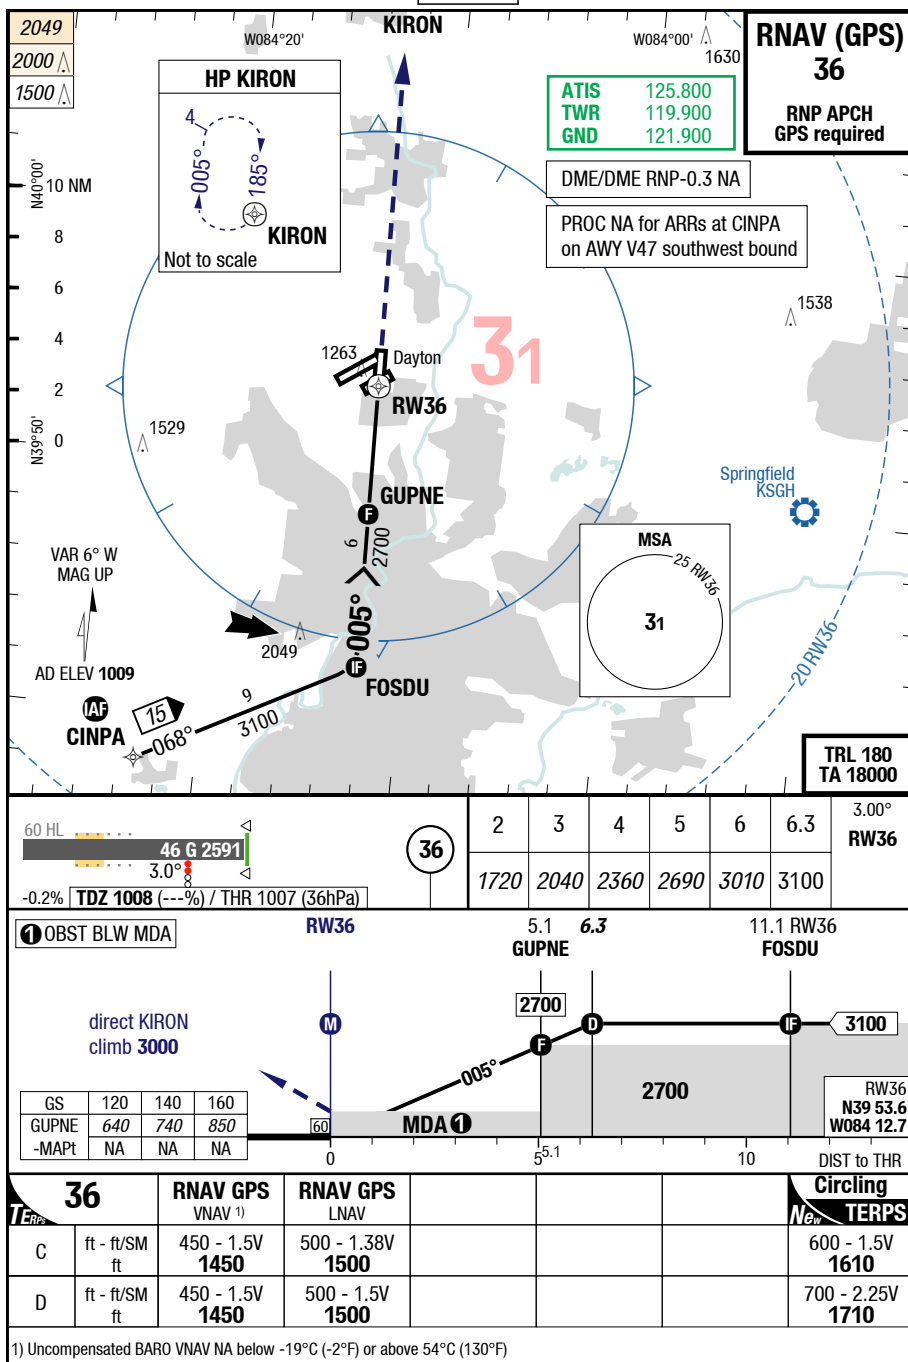 2049
2000
1500
W084°20'
KIRON
W084°00'
1630
RNAV (GPS)
36
RNP APCH
GPS required
HP KIRON
4
005°
185°
KIRON
Not to scale
ATIS 125.800
TWR 119.900
GND 121.900
DME/DME RNP-0.3 NA
PROC NA for ARRs at CINPA
on AWY V47 southwest bound
N40°00'
10 NM
8
6
4
2
0
N39°50'
1538
1263
Dayton
31
RW36
1529
GUPNE
F
Springfield
KSGH
6
2700
MSA
25 RW36
31
VAR 6° W
MAG UP
AD ELEV 1009
005°
2049
IF
FOSDU
20 RW36
IAF
CINPA
15
068°
9
3100
TRL 180
TA 18000
60 HL
46 G 2591
3.0°
-0.2%
TDZ 1008 (---%) / THR 1007 (36hPa)
36
2 3 4 5 6 6.3 3.00°
RW36
1720 2040 2360 2690 3010 3100
1 OBST BLW MDA
RW36
5.1
GUPNE
6.3
11.1 RW36
FOSDU
direct KIRON
climb 3000
M
2700
F
D
IF
3100
005°
2700
MDA 1
60
RW36
N39 53.6
W084 12.7
GS 120 140 160
GUPNE 640 740 850
-MAPt NA NA NA
0 5 5.1 10 DIST to THR
TERPS 36
RNAV GPS
VNAV 1)
RNAV GPS
LNAV
Circling
New TERPS
C ft - ft/SM 450 - 1.5V 500 - 1.38V 600 - 1.5V
ft 1450 1500 1610
D ft - ft/SM 450 - 1.5V 500 - 1.5V 700 - 2.25V
ft 1450 1500 1710
1) Uncompensated BARO VNAV NA below -19°C (-2°F) or above 54°C (130°F)